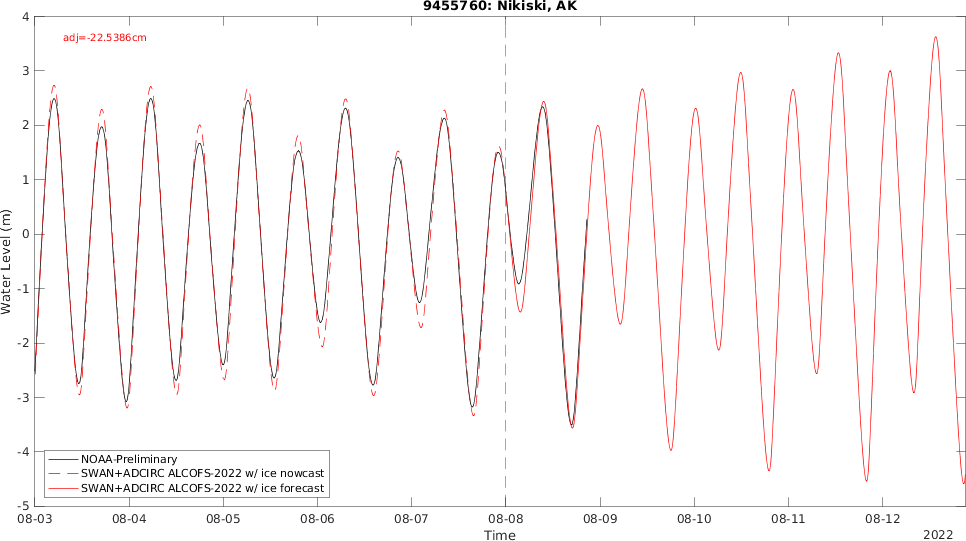 9455760: Nikiski, AK
adj=-22.5386cm
4
3
2
1
0
-1
-2
-3
-4
-5
Water Level (m)
NOAA-Preliminary
SWAN+ADCIRC ALCOFS-2022 w/ ice nowcast
SWAN+ADCIRC ALCOFS-2022 w/ ice forecast
08-03 08-04 08-05 08-06 08-07 08-08 08-09 08-10 08-11 08-12
Time
2022